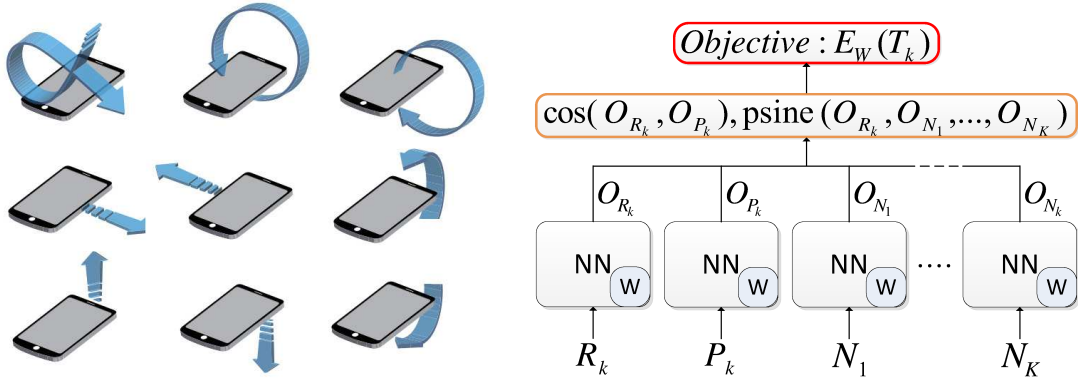 Objective : E_W(T_k)
cos( O_{R_k}, O_{P_k}), psine (O_{R_k}, O_{N_1},..., O_{N_K})
O_{R_k} O_{P_k} O_{N_1} O_{N_k}
NN NN NN .... NN
W W W W
R_k P_k N_1 N_K